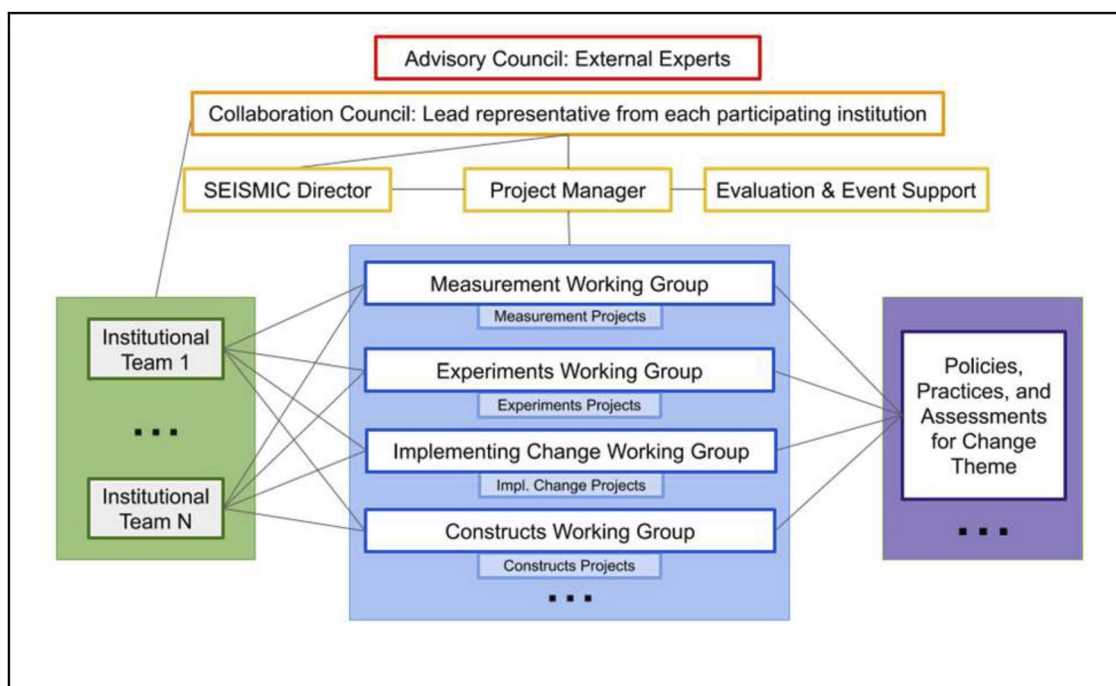 Advisory Council: External Experts
Collaboration Council: Lead representative from each participating institution
SEISMIC Director
Project Manager
Evaluation & Event Support
Institutional
Team 1
...
Institutional
Team N
Measurement Working Group
Measurement Projects
Experiments Working Group
Experiments Projects
Implementing Change Working Group
Impl. Change Projects
Constructs Working Group
Constructs Projects
...
Policies,
Practices, and
Assessments
for Change
Theme
...